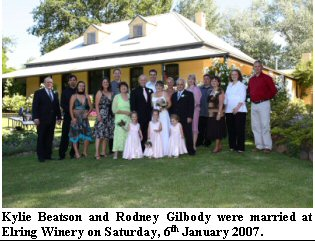 Kylie Beatson and Rodney Gilbody were married at
Elring Winery on Saturday, 6th January 2007.